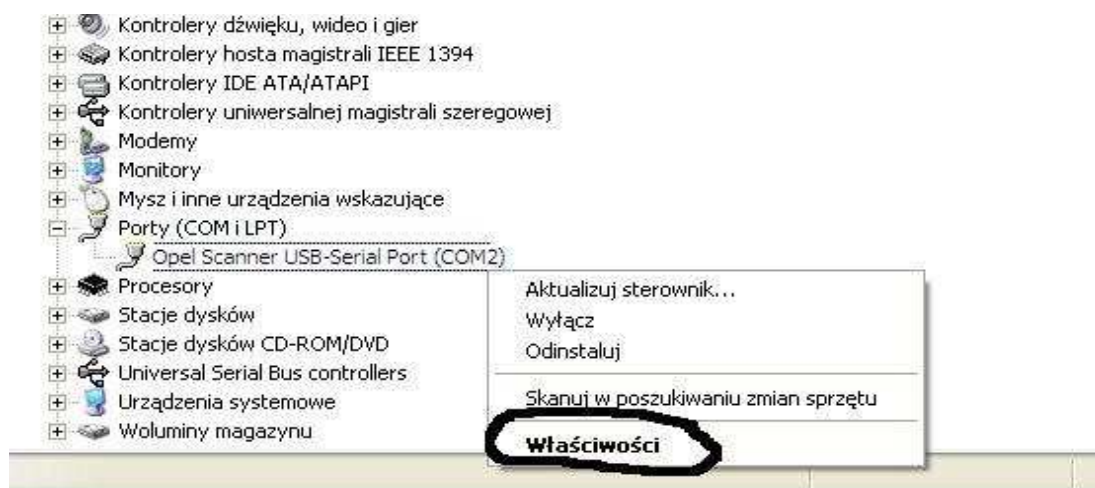 Kontrolery dźwięku, wideo i gier
Kontrolery hosta magistrali IEEE 1394
Kontrolery IDE ATA/ATAPI
Kontrolery uniwersalnej magistrali szeregowej
Modemy
Monitory
Mysz i inne urządzenia wskazujące
Porty (COM i LPT)
Opel Scanner USB-Serial Port (COM2)
Procesory
Stacje dysków
Stacje dysków CD-ROM/DVD
Universal Serial Bus controllers
Urządzenia systemowe
Woluminy magazynu
Aktualizuj sterownik...
Wyłącz
Odinstaluj
Skanuj w poszukiwaniu zmian sprzętu
Właściwości